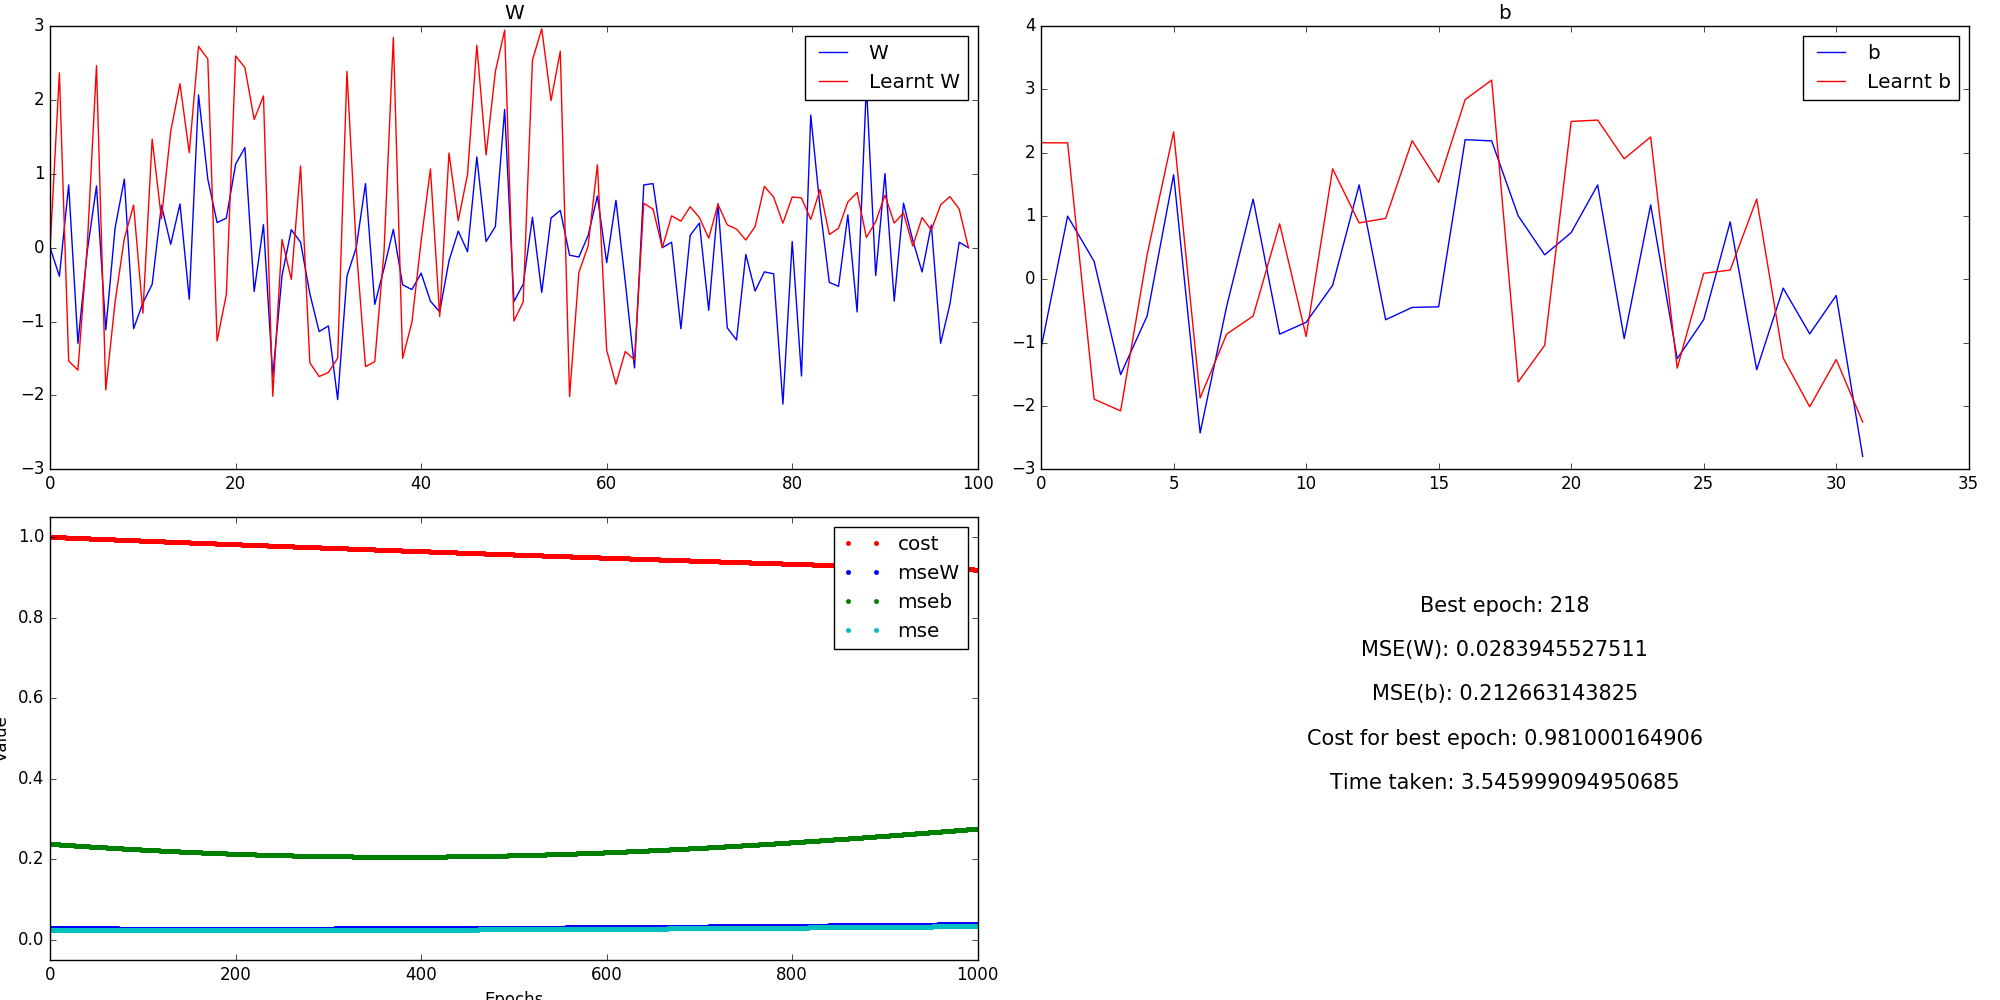 W
3
2
1
0
−1
−2
−3
0 20 40 60 80 100
W
Learnt W
b
4
3
2
1
0
−1
−2
−3
0 5 10 15 20 25 30 35
b
Learnt b
1.0
0.8
0.6
0.4
0.2
0.0
0 200 400 600 800 1000
Epochs
cost
mseW
mseb
mse
Best epoch: 218
MSE(W): 0.0283945527511
MSE(b): 0.212663143825
Cost for best epoch: 0.981000164906
Time taken: 3.545999094950685